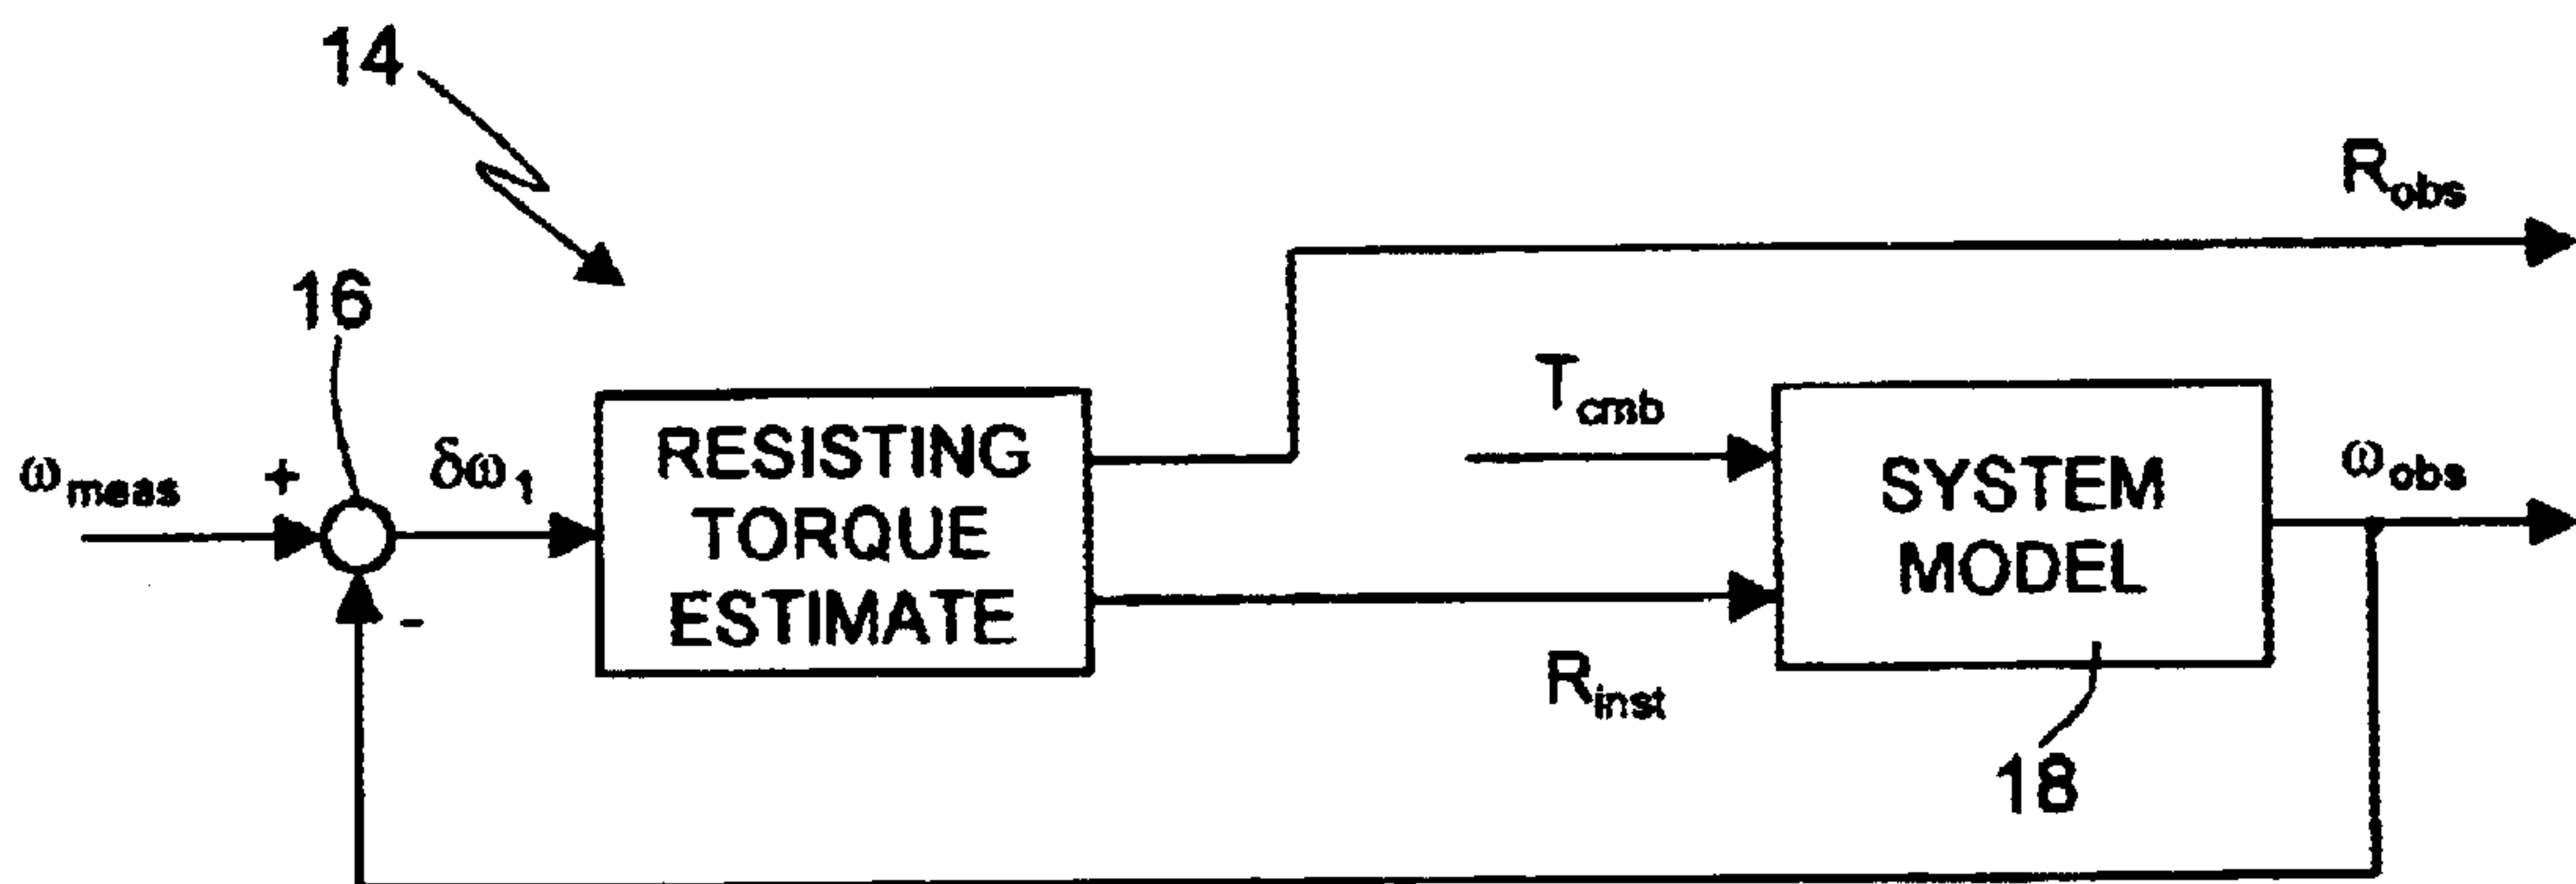 14
R_obs
16
T_cmb
ω_meas
+
δω_1
RESISTING
TORQUE
ESTIMATE
SYSTEM
MODEL
ω_obs
-
R_inst
18